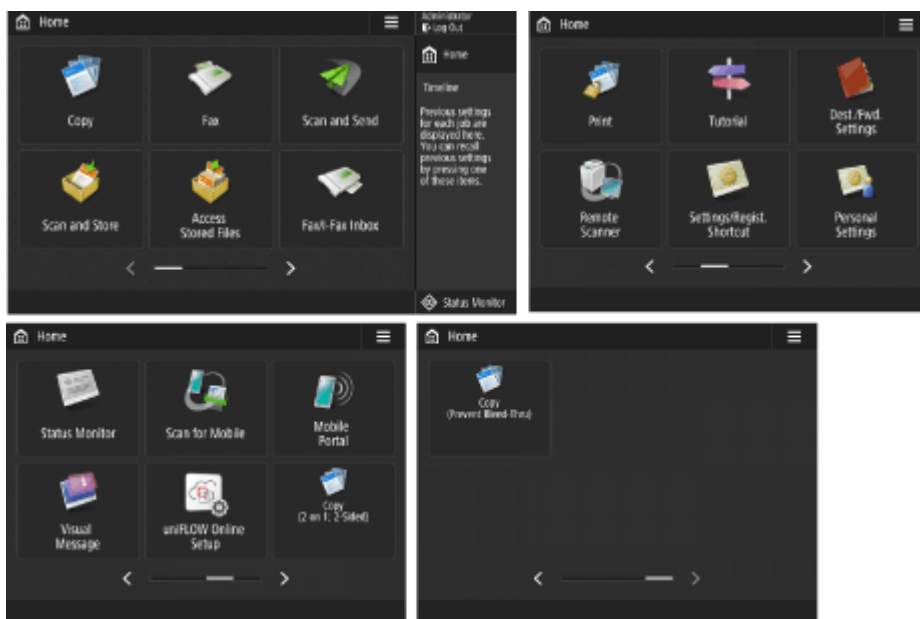 Home
Administrator
Log Out
Copy
Fax
Scan and Send
Scan and Store
Access
Stored Files
Fax/I-Fax Inbox
Home
Timeline
Previous settings
for each job are
displayed here.
You can recall
previous settings
by pressing one
of these items.
Status Monitor
Home
Print
Tutorial
Dest./Fwd.
Settings
Remote
Scanner
Settings/Regist.
Shortcut
Personal
Settings
Home
Status Monitor
Scan for Mobile
Mobile
Portal
Visual
Message
uniFLOW Online
Setup
Copy
(2 on 1; 2-Sided)
Home
Copy
(Prevent Bleed-Thru)